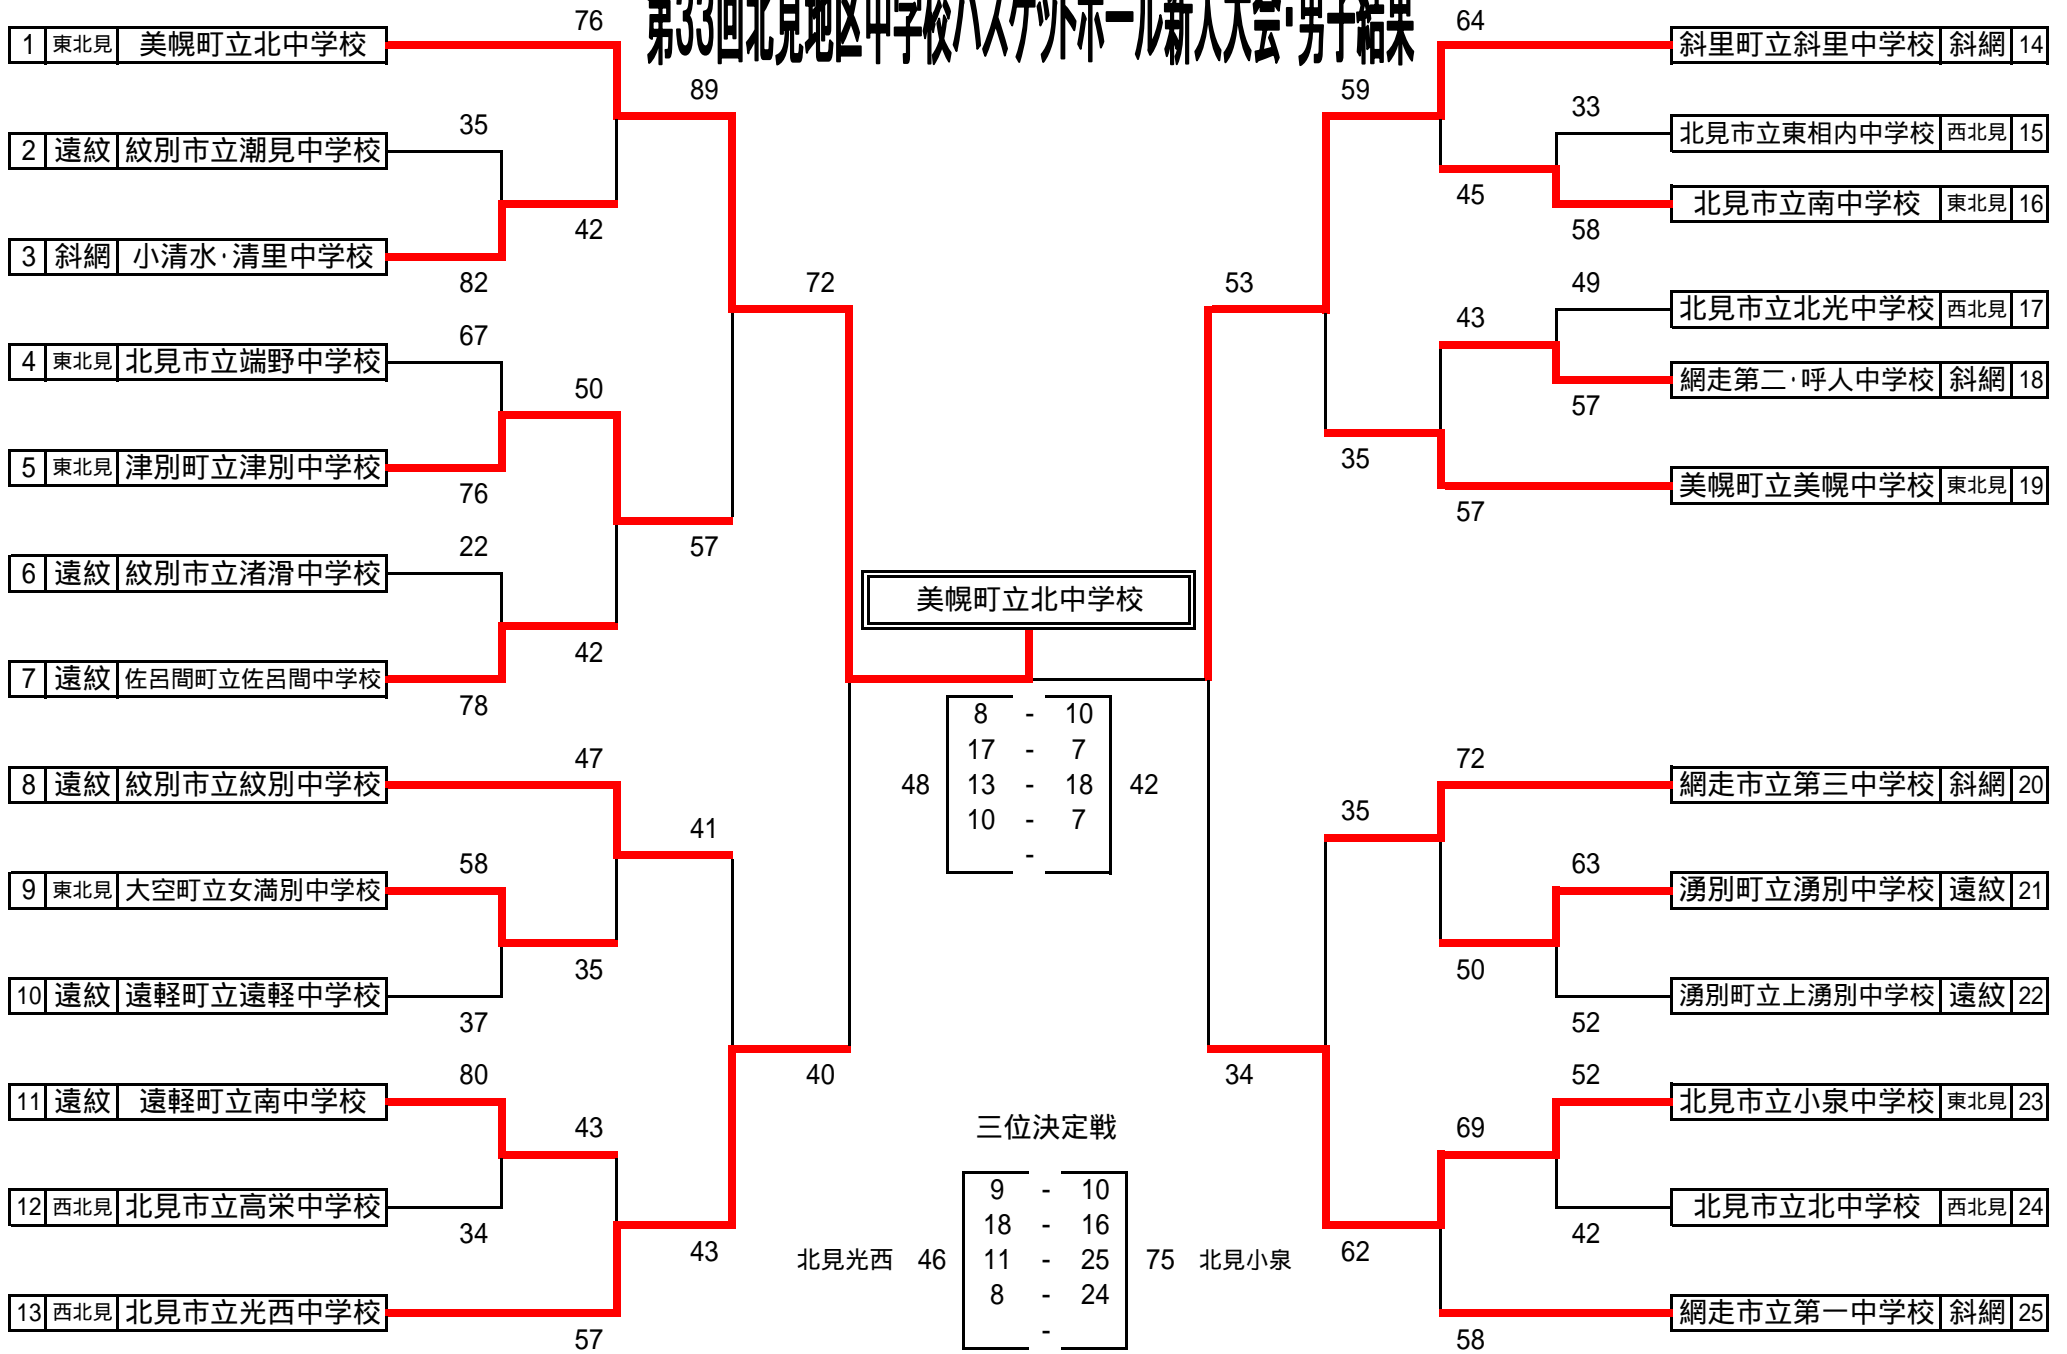 第33回北見地区中学校バスケットボール新人大会・男子結果
1 東北見 美幌町立北中学校
76
89
35
2 遠紋 紋別市立潮見中学校
42
3 斜網 小清水・清里中学校
82
72
67
4 東北見 北見市立端野中学校
50
5 東北見 津別町立津別中学校
76
57
22
6 遠紋 紋別市立渚滑中学校
42
7 遠紋 佐呂間町立佐呂間中学校
78
47
8 遠紋 紋別市立紋別中学校
41
58
9 東北見 大空町立女満別中学校
35
10 遠紋 遠軽町立遠軽中学校
37
40
80
11 遠紋 遠軽町立南中学校
43
12 西北見 北見市立高栄中学校
34
43
13 西北見 北見市立光西中学校
57
美幌町立北中学校
8 - 10
17 - 7
48 13 - 18 42
10 - 7
-
三位決定戦
9 - 10
18 - 16
北見光西 46 11 - 25 75 北見小泉
8 - 24
-
64
斜里町立斜里中学校 斜網 14
59
33
北見市立東相内中学校 西北見 15
45
北見市立南中学校 東北見 16
58
53
49
北見市立北光中学校 西北見 17
43
網走第二・呼人中学校 斜網 18
57
35
美幌町立美幌中学校 東北見 19
57
72
網走市立第三中学校 斜網 20
35
63
湧別町立湧別中学校 遠紋 21
50
湧別町立上湧別中学校 遠紋 22
52
34
52
北見市立小泉中学校 東北見 23
69
北見市立北中学校 西北見 24
42
62
網走市立第一中学校 斜網 25
58